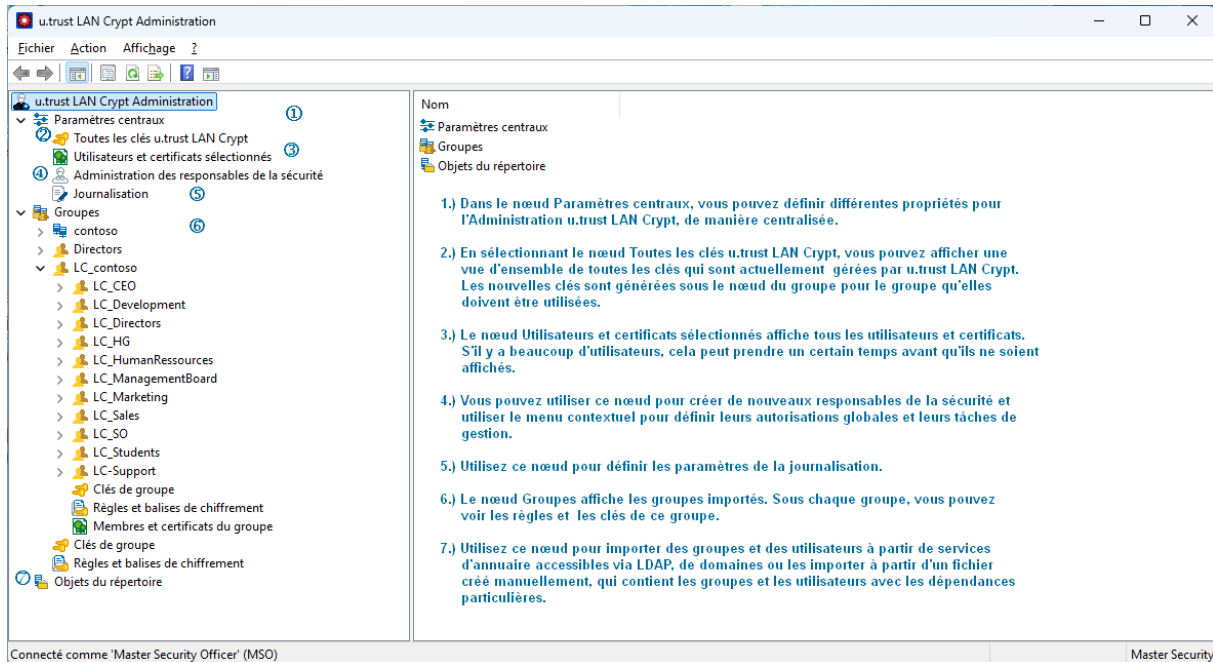 u.trust LAN Crypt Administration
Fichier Action Affichage ?
u.trust LAN Crypt Administration
① Paramètres centraux
② Toutes les clés u.trust LAN Crypt
Utilisateurs et certificats sélectionnés ③
④ Administration des responsables de la sécurité
Journalisation ⑤
Groupes
contoso ⑥
Directors
LC_contoso
LC_CEO
LC_Development
LC_Directors
LC_HG
LC_HumanRessources
LC_ManagementBoard
LC_Marketing
LC_Sales
LC_SO
LC_Students
LC-Support
Clés de groupe
Règles et balises de chiffrement
Membres et certificats du groupe
Clés de groupe
Règles et balises de chiffrement
⑦ Objets du répertoire
Nom
Paramètres centraux
Groupes
Objets du répertoire
1.) Dans le nœud Paramètres centraux, vous pouvez définir différentes propriétés pour
l'Administration u.trust LAN Crypt, de manière centralisée.
2.) En sélectionnant le nœud Toutes les clés u.trust LAN Crypt, vous pouvez afficher une
vue d'ensemble de toutes les clés qui sont actuellement gérées par u.trust LAN Crypt.
Les nouvelles clés sont générées sous le nœud du groupe pour le groupe qu'elles
doivent être utilisées.
3.) Le nœud Utilisateurs et certificats sélectionnés affiche tous les utilisateurs et certificats.
S'il y a beaucoup d'utilisateurs, cela peut prendre un certain temps avant qu'ils ne soient
affichés.
4.) Vous pouvez utiliser ce nœud pour créer de nouveaux responsables de la sécurité et
utiliser le menu contextuel pour définir leurs autorisations globales et leurs tâches de
gestion.
5.) Utilisez ce nœud pour définir les paramètres de la journalisation.
6.) Le nœud Groupes affiche les groupes importés. Sous chaque groupe, vous pouvez
voir les règles et les clés de ce groupe.
7.) Utilisez ce nœud pour importer des groupes et des utilisateurs à partir de services
d'annuaire accessibles via LDAP, de domaines ou les importer à partir d'un fichier
créé manuellement, qui contient les groupes et les utilisateurs avec les dépendances
particulières.
Connecté comme 'Master Security Officer' (MSO)
Master Security